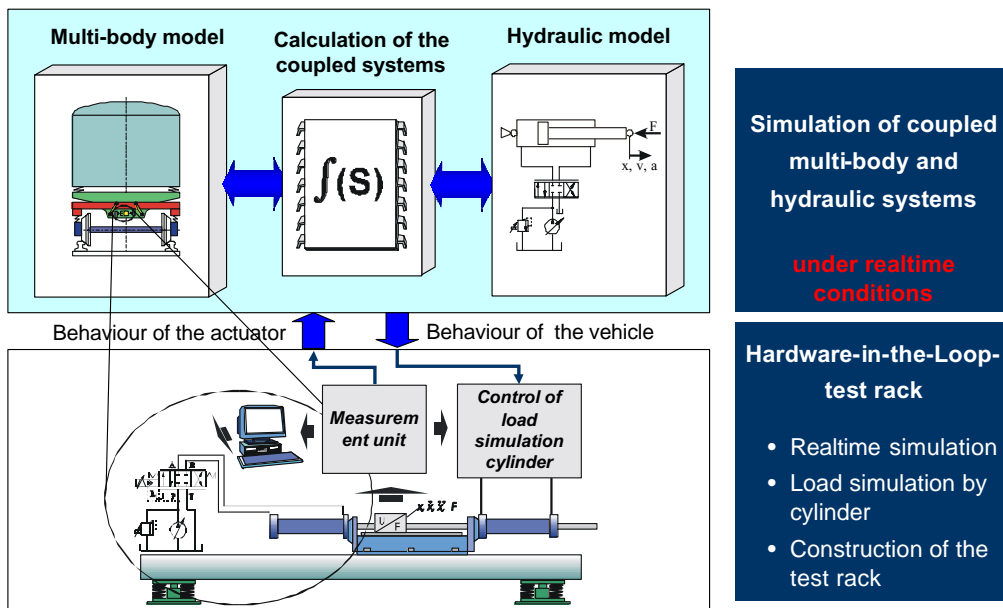 Multi-body model
Calculation of the
coupled systems
Hydraulic model
∫(S)
F
x, v, a
Simulation of coupled
multi-body and
hydraulic systems
under realtime
conditions
Behaviour of the actuator
Behaviour of the vehicle
Measurem
ent unit
Control of
load
simulation
cylinder
U
F
Hardware-in-the-Loop-
test rack
• Realtime simulation
• Load simulation by
cylinder
• Construction of the
test rack